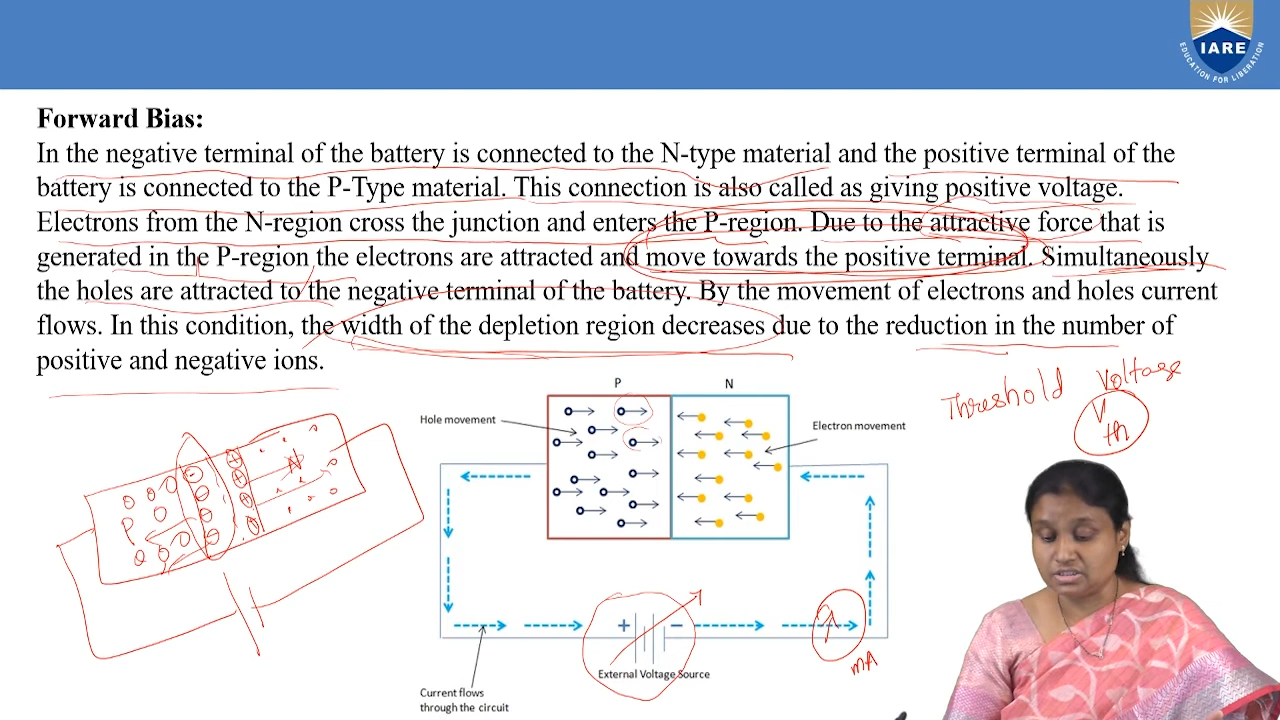 IARE
EDUCATION FOR LIBERATION
Forward Bias:
In the negative terminal of the battery is connected to the N-type material and the positive terminal of the
battery is connected to the P-Type material. This connection is also called as giving positive voltage.
Electrons from the N-region cross the junction and enters the P-region. Due to the attractive force that is
generated in the P-region the electrons are attracted and move towards the positive terminal. Simultaneously
the holes are attracted to the negative terminal of the battery. By the movement of electrons and holes current
flows. In this condition, the width of the depletion region decreases due to the reduction in the number of
positive and negative ions.
Threshold Voltage
V
th
P N
Hole movement
Electron movement
P N
+ −
mA
External Voltage Source
Current flows
through the circuit